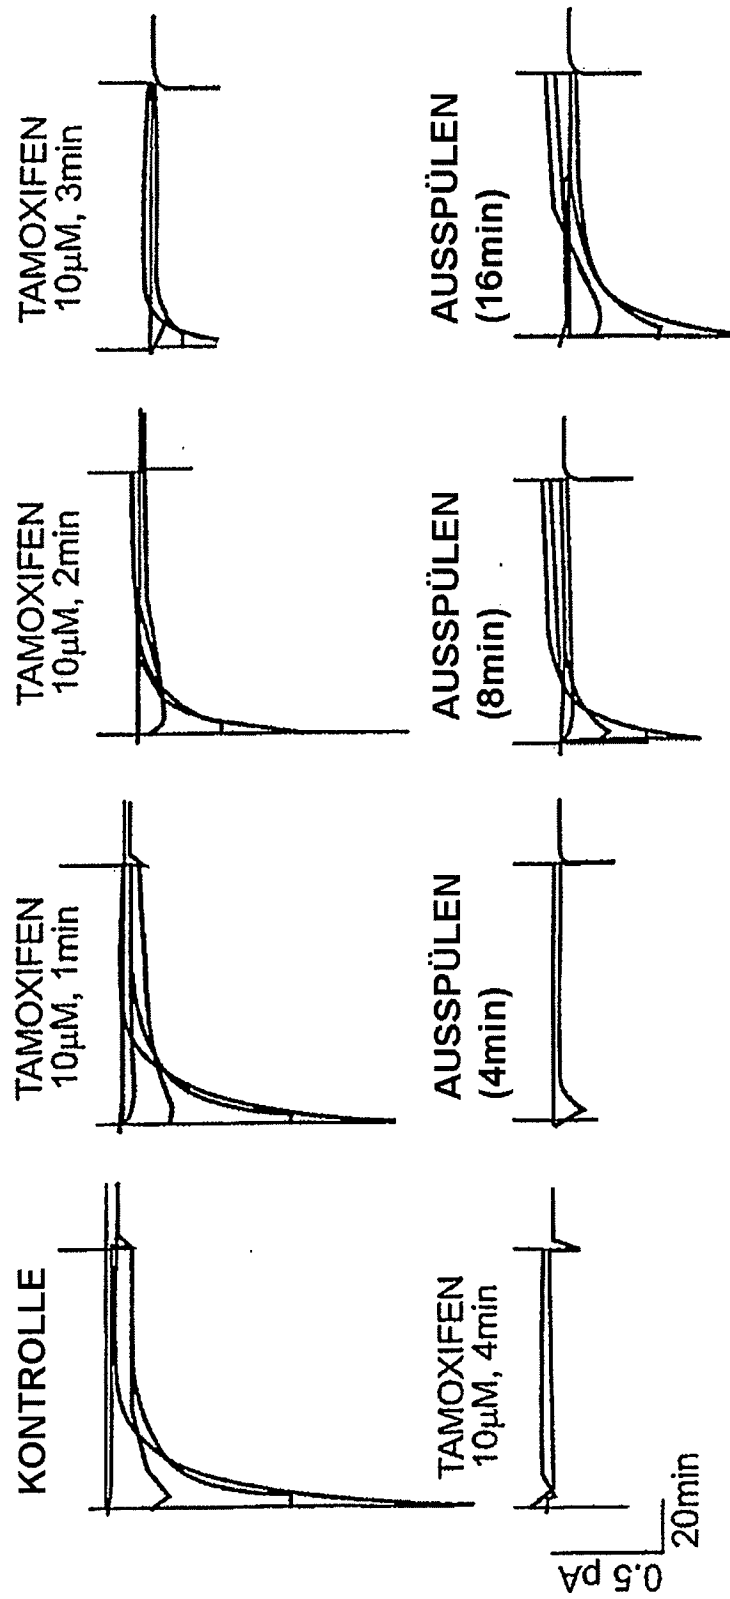 KONTROLLE
TAMOXIFEN
10µM, 1min
TAMOXIFEN
10µM, 2min
TAMOXIFEN
10µM, 3min
TAMOXIFEN
10µM, 4min
AUSSPÜLEN
(4min)
AUSSPÜLEN
(8min)
AUSSPÜLEN
(16min)
0.5 pA
20min